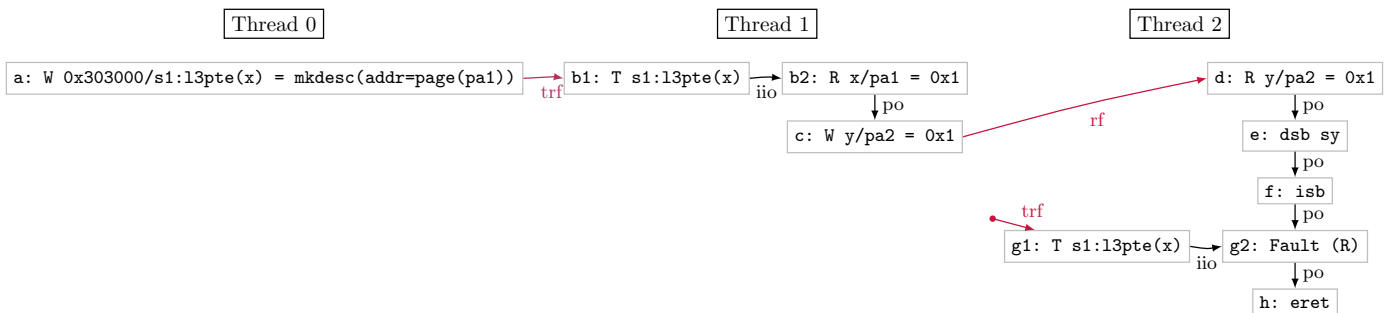 Thread 0
Thread 1
Thread 2
a: W 0x303000/s1:l3pte(x) = mkdesc(addr=page(pa1))
trf
b1: T s1:l3pte(x)
iio
b2: R x/pa1 = 0x1
d: R y/pa2 = 0x1
po
po
c: W y/pa2 = 0x1
rf
e: dsb sy
po
f: isb
trf
po
g1: T s1:l3pte(x)
iio
g2: Fault (R)
po
h: eret